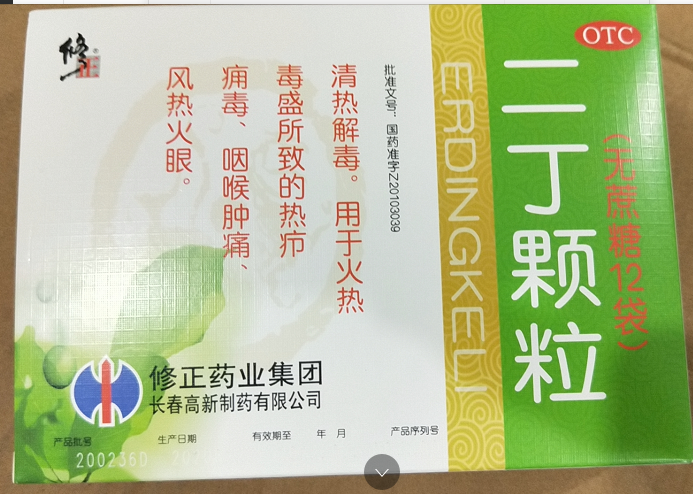 OTC
二丁颗粒
(无蔗糖12袋)
ERDINGKELI
批准文号:国药准字Z20103039
清热解毒。用于火热
毒盛所致的热疖
痈毒、咽喉肿痛、
风热火眼。
修
修正药业集团
长春高新制药有限公司
产品批号
生产日期
有效期至 年 月
产品序列号
200236D